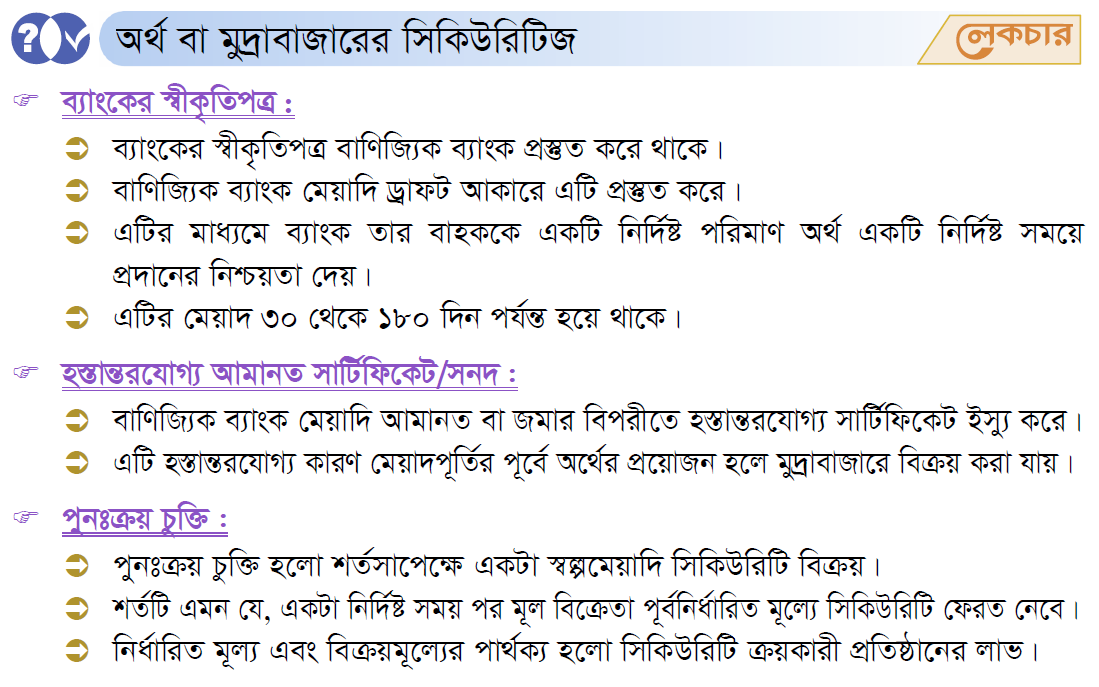 অর্থ বা মুদ্রাবাজারের সিকিউরিটিজ
লেকচার
ব্যাংকের স্বীকৃতিপত্র :
ব্যাংকের স্বীকৃতিপত্র বাণিজ্যিক ব্যাংক প্রস্তুত করে থাকে।
বাণিজ্যিক ব্যাংক মেয়াদি ড্রাফট আকারে এটি প্রস্তুত করে।
এটির মাধ্যমে ব্যাংক তার বাহককে একটি নির্দিষ্ট পরিমাণ অর্থ একটি নির্দিষ্ট সময়ে
প্রদানের নিশ্চয়তা দেয়।
এটির মেয়াদ ৩০ থেকে ১৮০ দিন পর্যন্ত হয়ে থাকে।
হস্তান্তরযোগ্য আমানত সার্টিফিকেট/সনদ :
বাণিজ্যিক ব্যাংক মেয়াদি আমানত বা জমার বিপরীতে হস্তান্তরযোগ্য সার্টিফিকেট ইস্যু করে।
এটি হস্তান্তরযোগ্য কারণ মেয়াদপূর্তির পূর্বে অর্থের প্রয়োজন হলে মুদ্রাবাজারে বিক্রয় করা যায়।
পুনঃক্রয় চুক্তি :
পুনঃক্রয় চুক্তি হলো শর্তসাপেক্ষে একটা স্বল্পমেয়াদি সিকিউরিটি বিক্রয়।
শর্তটি এমন যে, একটা নির্দিষ্ট সময় পর মূল বিক্রেতা পূর্বনির্ধারিত মূল্যে সিকিউরিটি ফেরত নেবে।
নির্ধারিত মূল্য এবং বিক্রয়মূল্যের পার্থক্য হলো সিকিউরিটি ক্রয়কারী প্রতিষ্ঠানের লাভ।